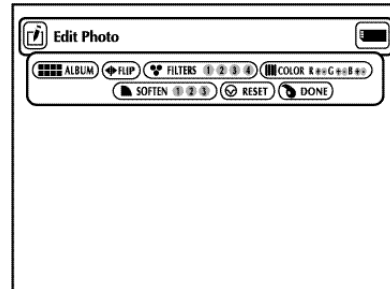 Edit Photo
ALBUM FLIP FILTERS 1 2 3 4 COLOR R G B
SOFTEN 1 2 3 RESET DONE